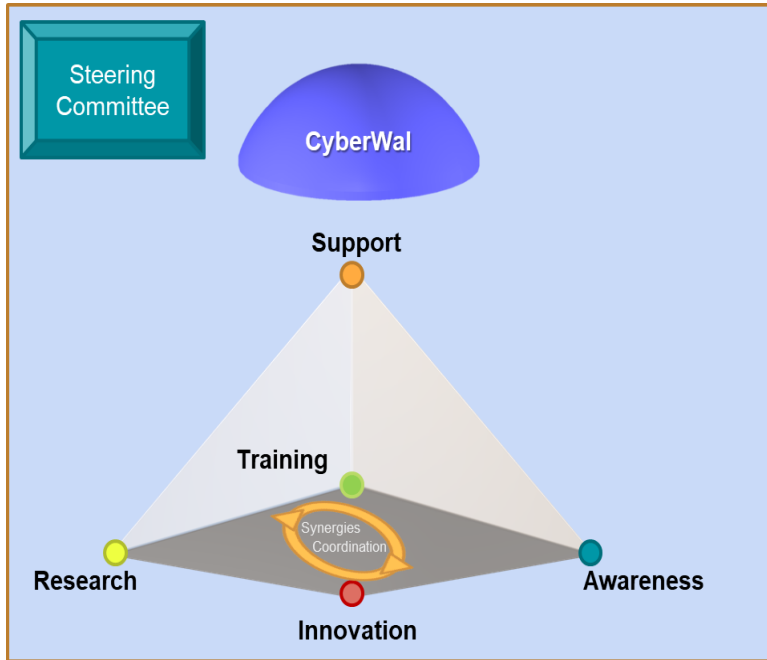 Steering
Committee
CyberWal
Support
Training
Synergies
Coordination
Research
Awareness
Innovation